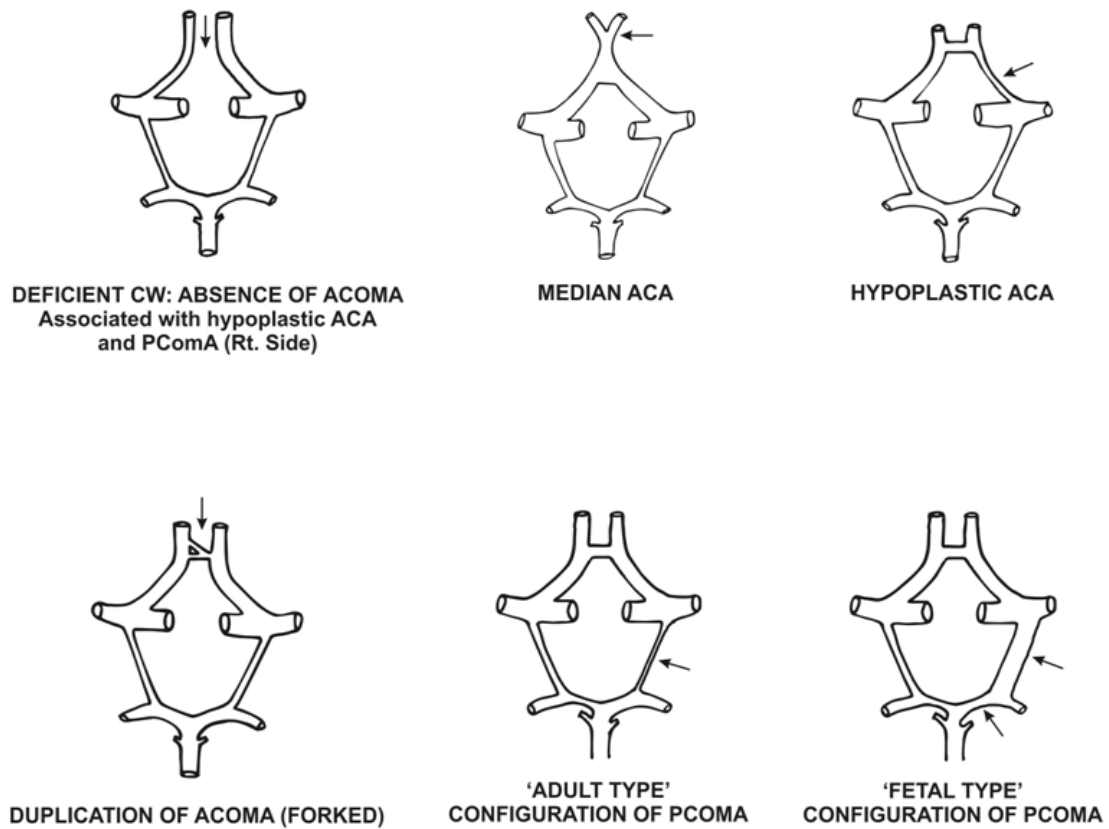 DEFICIENT CW: ABSENCE OF ACOMA
Associated with hypoplastic ACA
and PComA (Rt. Side)
MEDIAN ACA
HYPOPLASTIC ACA
DUPLICATION OF ACOMA (FORKED)
'ADULT TYPE'
CONFIGURATION OF PCOMA
'FETAL TYPE'
CONFIGURATION OF PCOMA